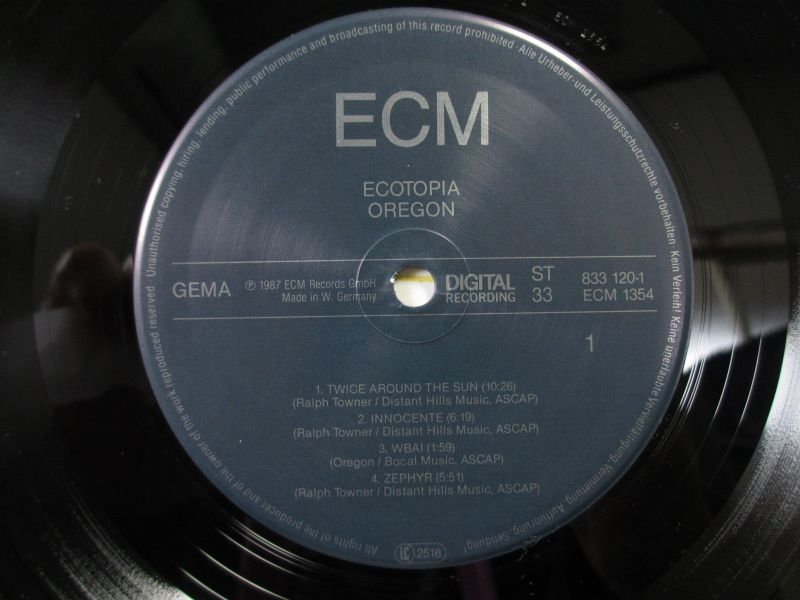 ECM
ECOTOPIA
OREGON
GEMA
℗ 1987 ECM Records GmbH
Made in W. Germany
DIGITAL
RECORDING
ST
33
833 120-1
ECM 1354
1
1. TWICE AROUND THE SUN (10:26)
(Ralph Towner / Distant Hills Music, ASCAP)
2. INNOCENTE (6:19)
(Ralph Towner / Distant Hills Music, ASCAP)
3. WBAI (1:59)
(Oregon / Bocal Music, ASCAP)
4. ZEPHYR (5:51)
(Ralph Towner / Distant Hills Music, ASCAP)
LC 2516
All rights of the producer and of the owner of the work reproduced reserved · Unauthorised copying, hiring, lending, public performance and broadcasting of this record prohibited · Alle Urheber- und Leistungsschutzrechte vorbehalten · Kein Verleih! Keine unerlaubte Vervielfältigung, Vermietung, Aufführung, Sendung!